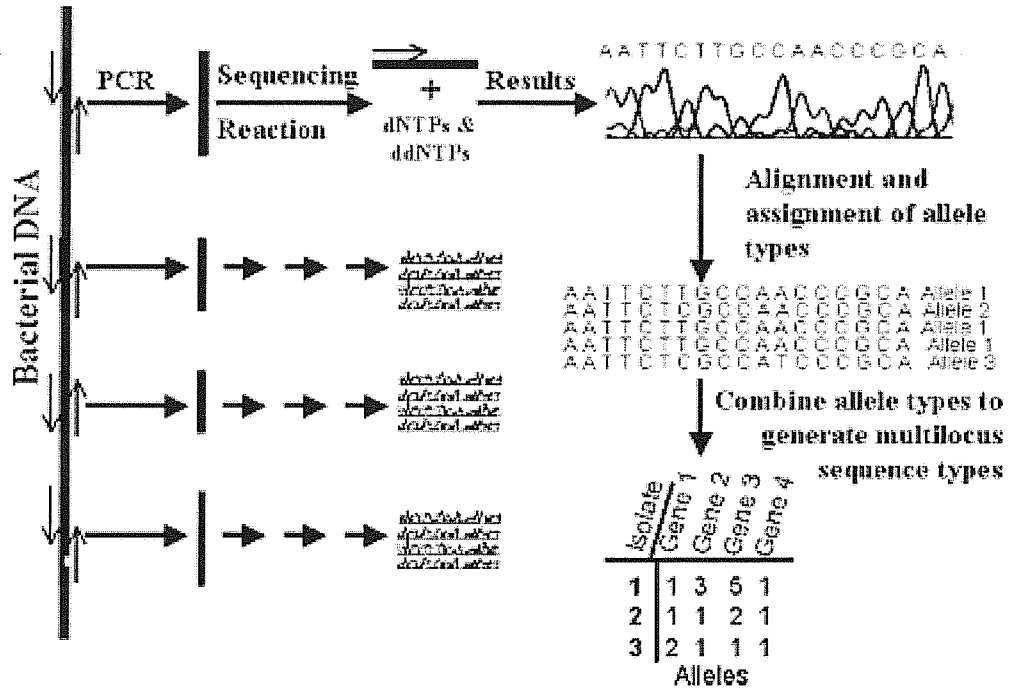 Bacterial DNA
PCR
Sequencing
Reaction
+
dNTPs &
ddNTPs
Results
AATTCTTGCCAACCCGCA
Alignment and
assignment of allele
types
AATTCTTGCCAACCCGCA Allele 1
AATTCTCGCCAACCCGCA Allele 2
AATTCTTGCCAACCCGCA Allele 1
AATTCTTGCCAACCCGCA Allele 1
AATTCTCGCCATCCCGCA Allele 3
Combine allele types to
generate multilocus
sequence types
Isolate Gene 1 Gene 2 Gene 3 Gene 4
1 1 3 5 1
2 1 1 2 1
3 2 1 1 1
Alleles